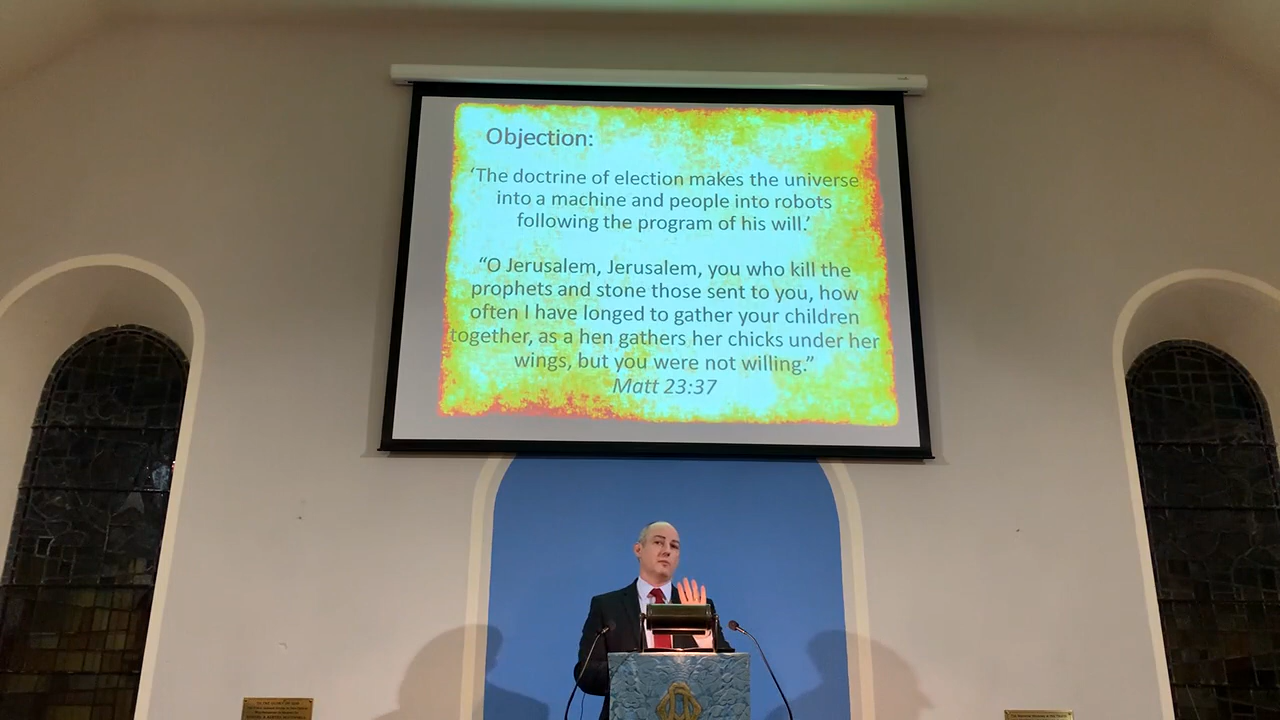 Objection:
‘The doctrine of election makes the universe
into a machine and people into robots
following the program of his will.’
“O Jerusalem, Jerusalem, you who kill the
prophets and stone those sent to you, how
often I have longed to gather your children
together, as a hen gathers her chicks under her
wings, but you were not willing.”
Matt 23:37